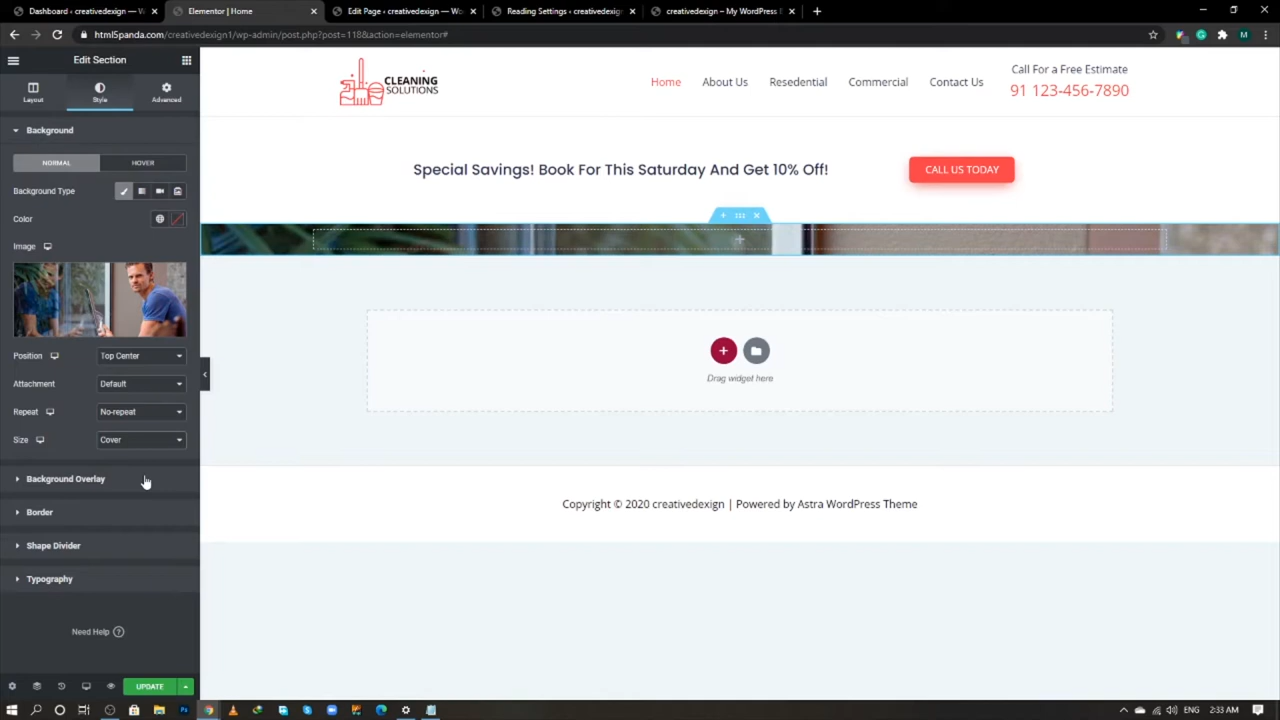 Dashboard ‹ creativedexign — W
Elementor | Home
Edit Page ‹ creativedexign — Wo
Reading Settings ‹ creativedexign
creativedexign – My WordPress B
html5panda.com/creativedexign1/wp-admin/post.php?post=118&action=elementor#
M
Edit Section
Layout
Style
Advanced
Background
NORMAL
HOVER
Background Type
Color
Image
Position
Top Center
Attachment
Default
Repeat
No-repeat
Size
Cover
Background Overlay
Border
Shape Divider
Typography
Need Help ?
UPDATE
CLEANING
SOLUTIONS
Home About Us Resedential Commercial Contact Us
Call For a Free Estimate
91 123-456-7890
Special Savings! Book For This Saturday And Get 10% Off!
CALL US TODAY
Drag widget here
Copyright © 2020 creativedexign | Powered by Astra WordPress Theme
ENG 2:33 AM